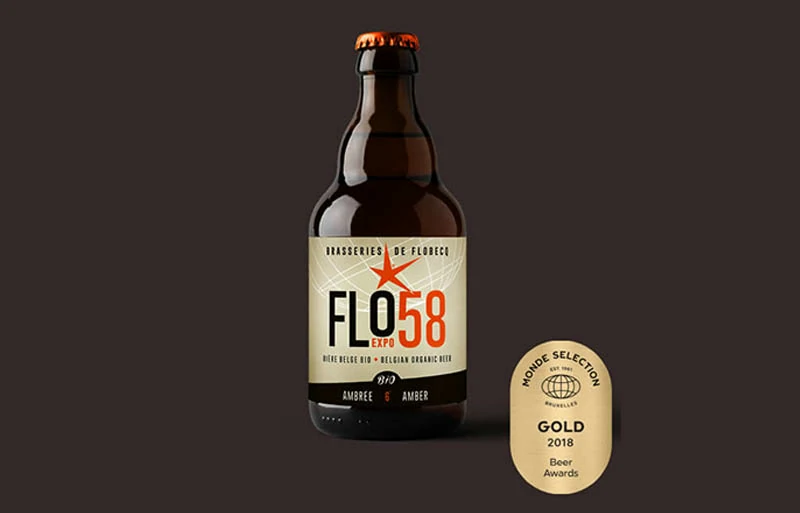 BRASSERIES DE FLOBECQ
FLO58
EXPO
BIÈRE BELGE BIO • BELGIAN ORGANIC BEER
BiO
AMBRÉE 6 AMBER
MONDE SELECTION
EST 1961
BRUXELLES
GOLD
2018
Beer
Awards